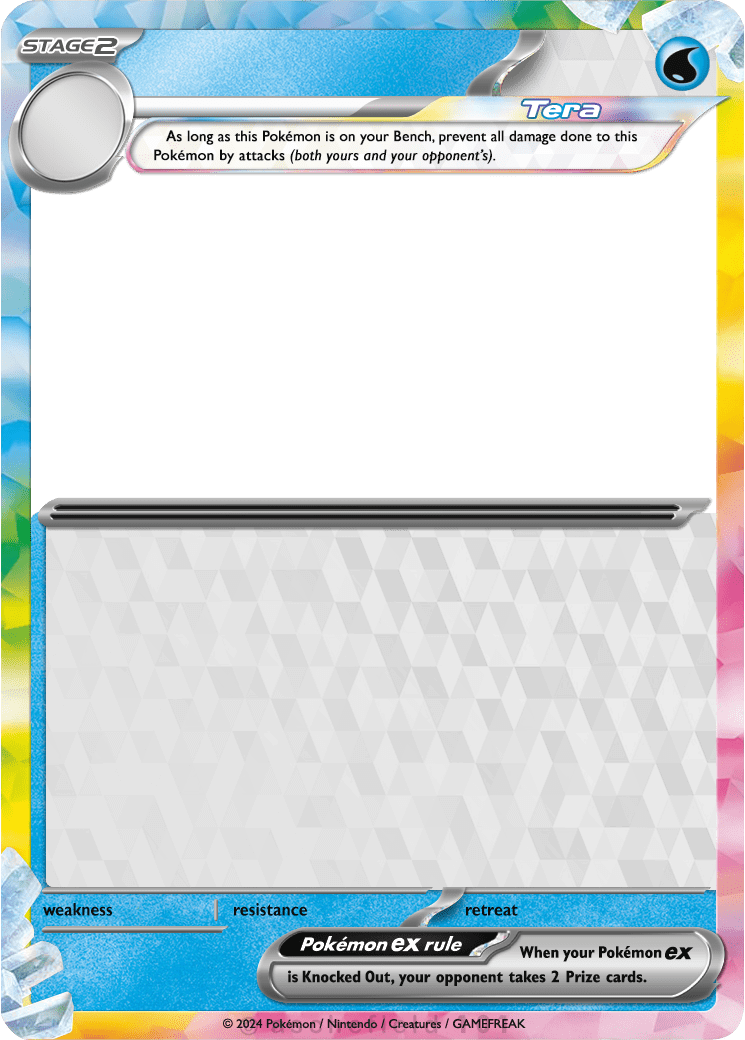 STAGE2
Tera
As long as this Pokémon is on your Bench, prevent all damage done to this
Pokémon by attacks (both yours and your opponent's).
weakness resistance retreat
Pokémon ex rule When your Pokémon ex
is Knocked Out, your opponent takes 2 Prize cards.
© 2024 Pokémon / Nintendo / Creatures / GAMEFREAK